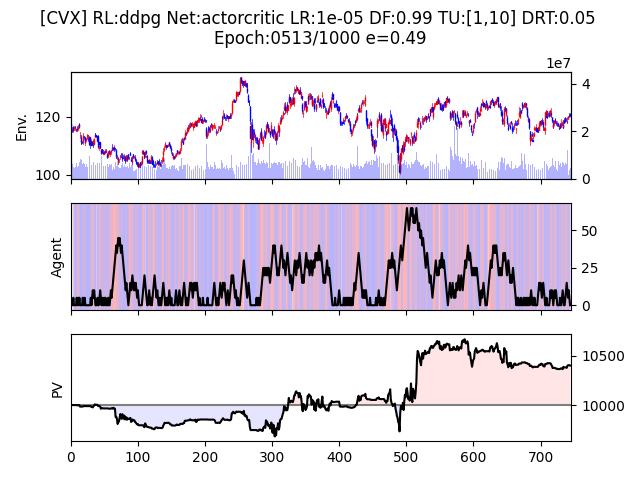 [CVX] RL:ddpg Net:actorcritic LR:1e-05 DF:0.99 TU:[1,10] DRT:0.05
Epoch:0513/1000 e=0.49
1e7
Env.
120
100
4
2
0
Agent
50
25
0
PV
10500
10000
0 100 200 300 400 500 600 700